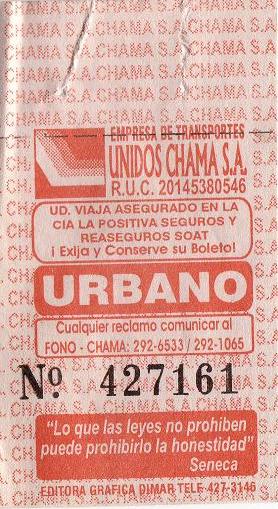 EMPRESA DE TRANSPORTES
UNIDOS CHAMA S.A.
R.U.C. 20145380546
UD. VIAJA ASEGURADO EN LA
CIA LA POSITIVA SEGUROS Y
REASEGUROS SOAT
¡ Exija y Conserve su Boleto!
URBANO
Cualquier reclamo comunicar al
FONO - CHAMA: 292-6533 / 292-1065
Nº 427161
"Lo que las leyes no prohiben
puede prohibirlo la honestidad"
Seneca
EDITORA GRAFICA DIMAR TELF 427-3146